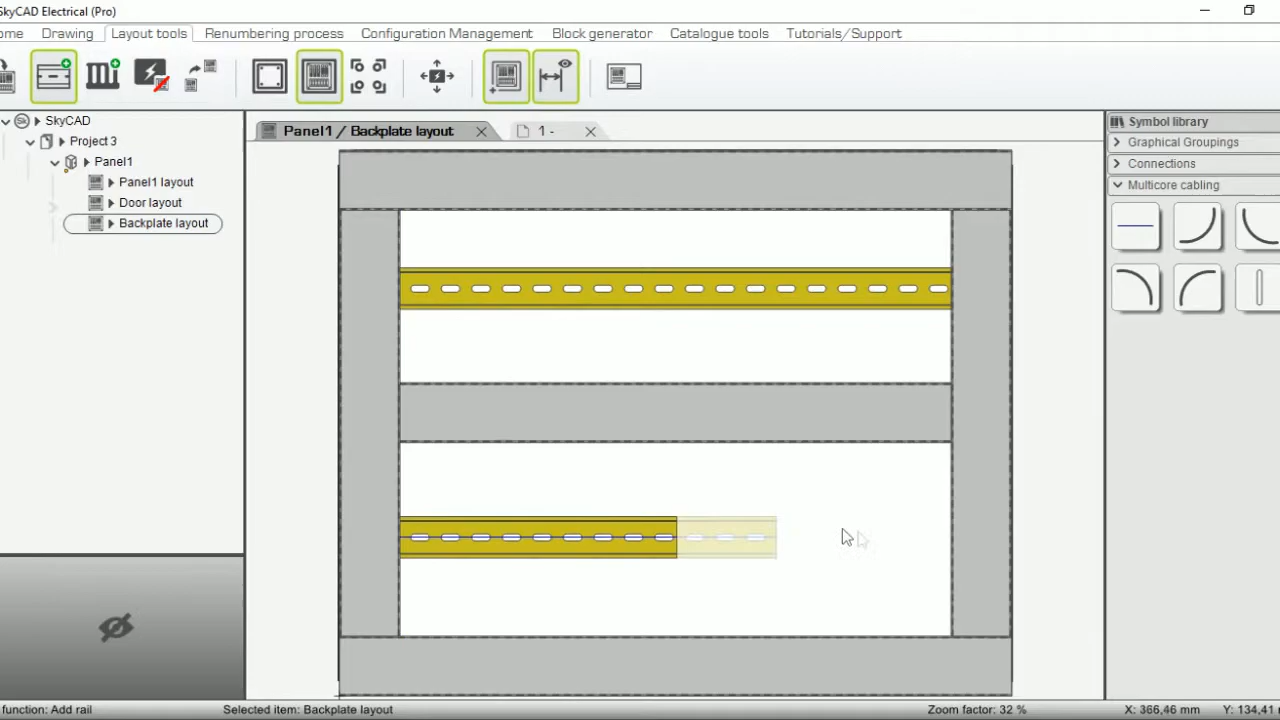 SkyCAD Electrical (Pro)
ome Drawing Layout tools Renumbering process Configuration Management Block generator Catalogue tools Tutorials/Support
SkyCAD
Project 3
Panel1
Panel1 layout
Door layout
Backplate layout
Panel1 / Backplate layout
1 -
Symbol library
Graphical Groupings
Connections
Multicore cabling
function: Add rail
Selected item: Backplate layout
Zoom factor: 32 %
X: 366,46 mm
Y: 134,41